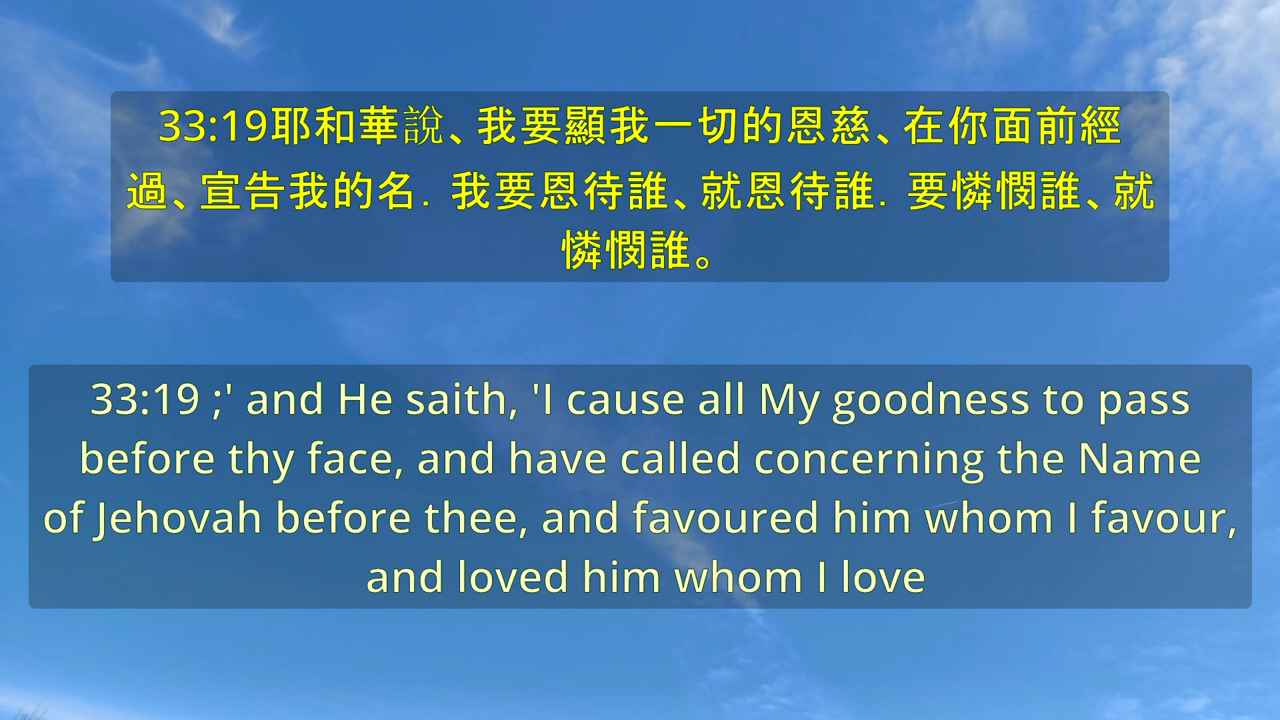 33:19耶和華說、我要顯我一切的恩慈、在你面前經
過、宣告我的名．我要恩待誰、就恩待誰．要憐憫誰、就
憐憫誰。
33:19 ;' and He saith, 'I cause all My goodness to pass
before thy face, and have called concerning the Name
of Jehovah before thee, and favoured him whom I favour,
and loved him whom I love